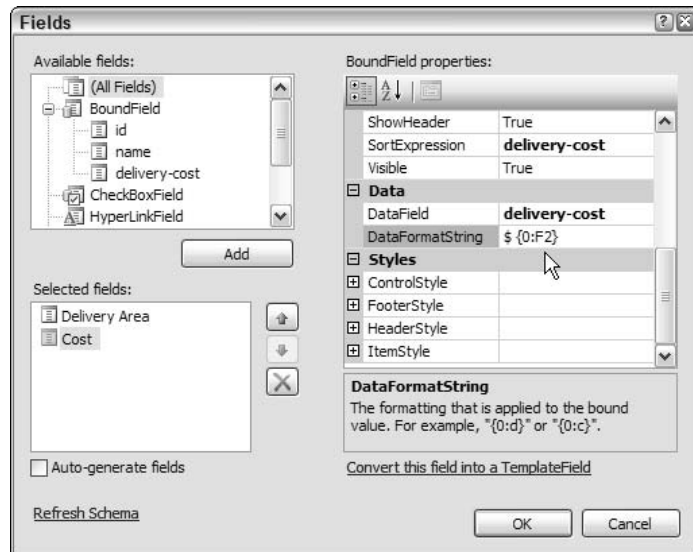 Fields
Available fields:
(All Fields)
BoundField
id
name
delivery-cost
CheckBoxField
HyperLinkField
Add
Selected fields:
Delivery Area
Cost
Auto-generate fields
Refresh Schema
BoundField properties:
ShowHeader True
SortExpression delivery-cost
Visible True
Data
DataField delivery-cost
DataFormatString $ {0:F2}
Styles
ControlStyle
FooterStyle
HeaderStyle
ItemStyle
DataFormatString
The formatting that is applied to the bound
value. For example, "{0:d}" or "{0:c}".
Convert this field into a TemplateField
OK Cancel